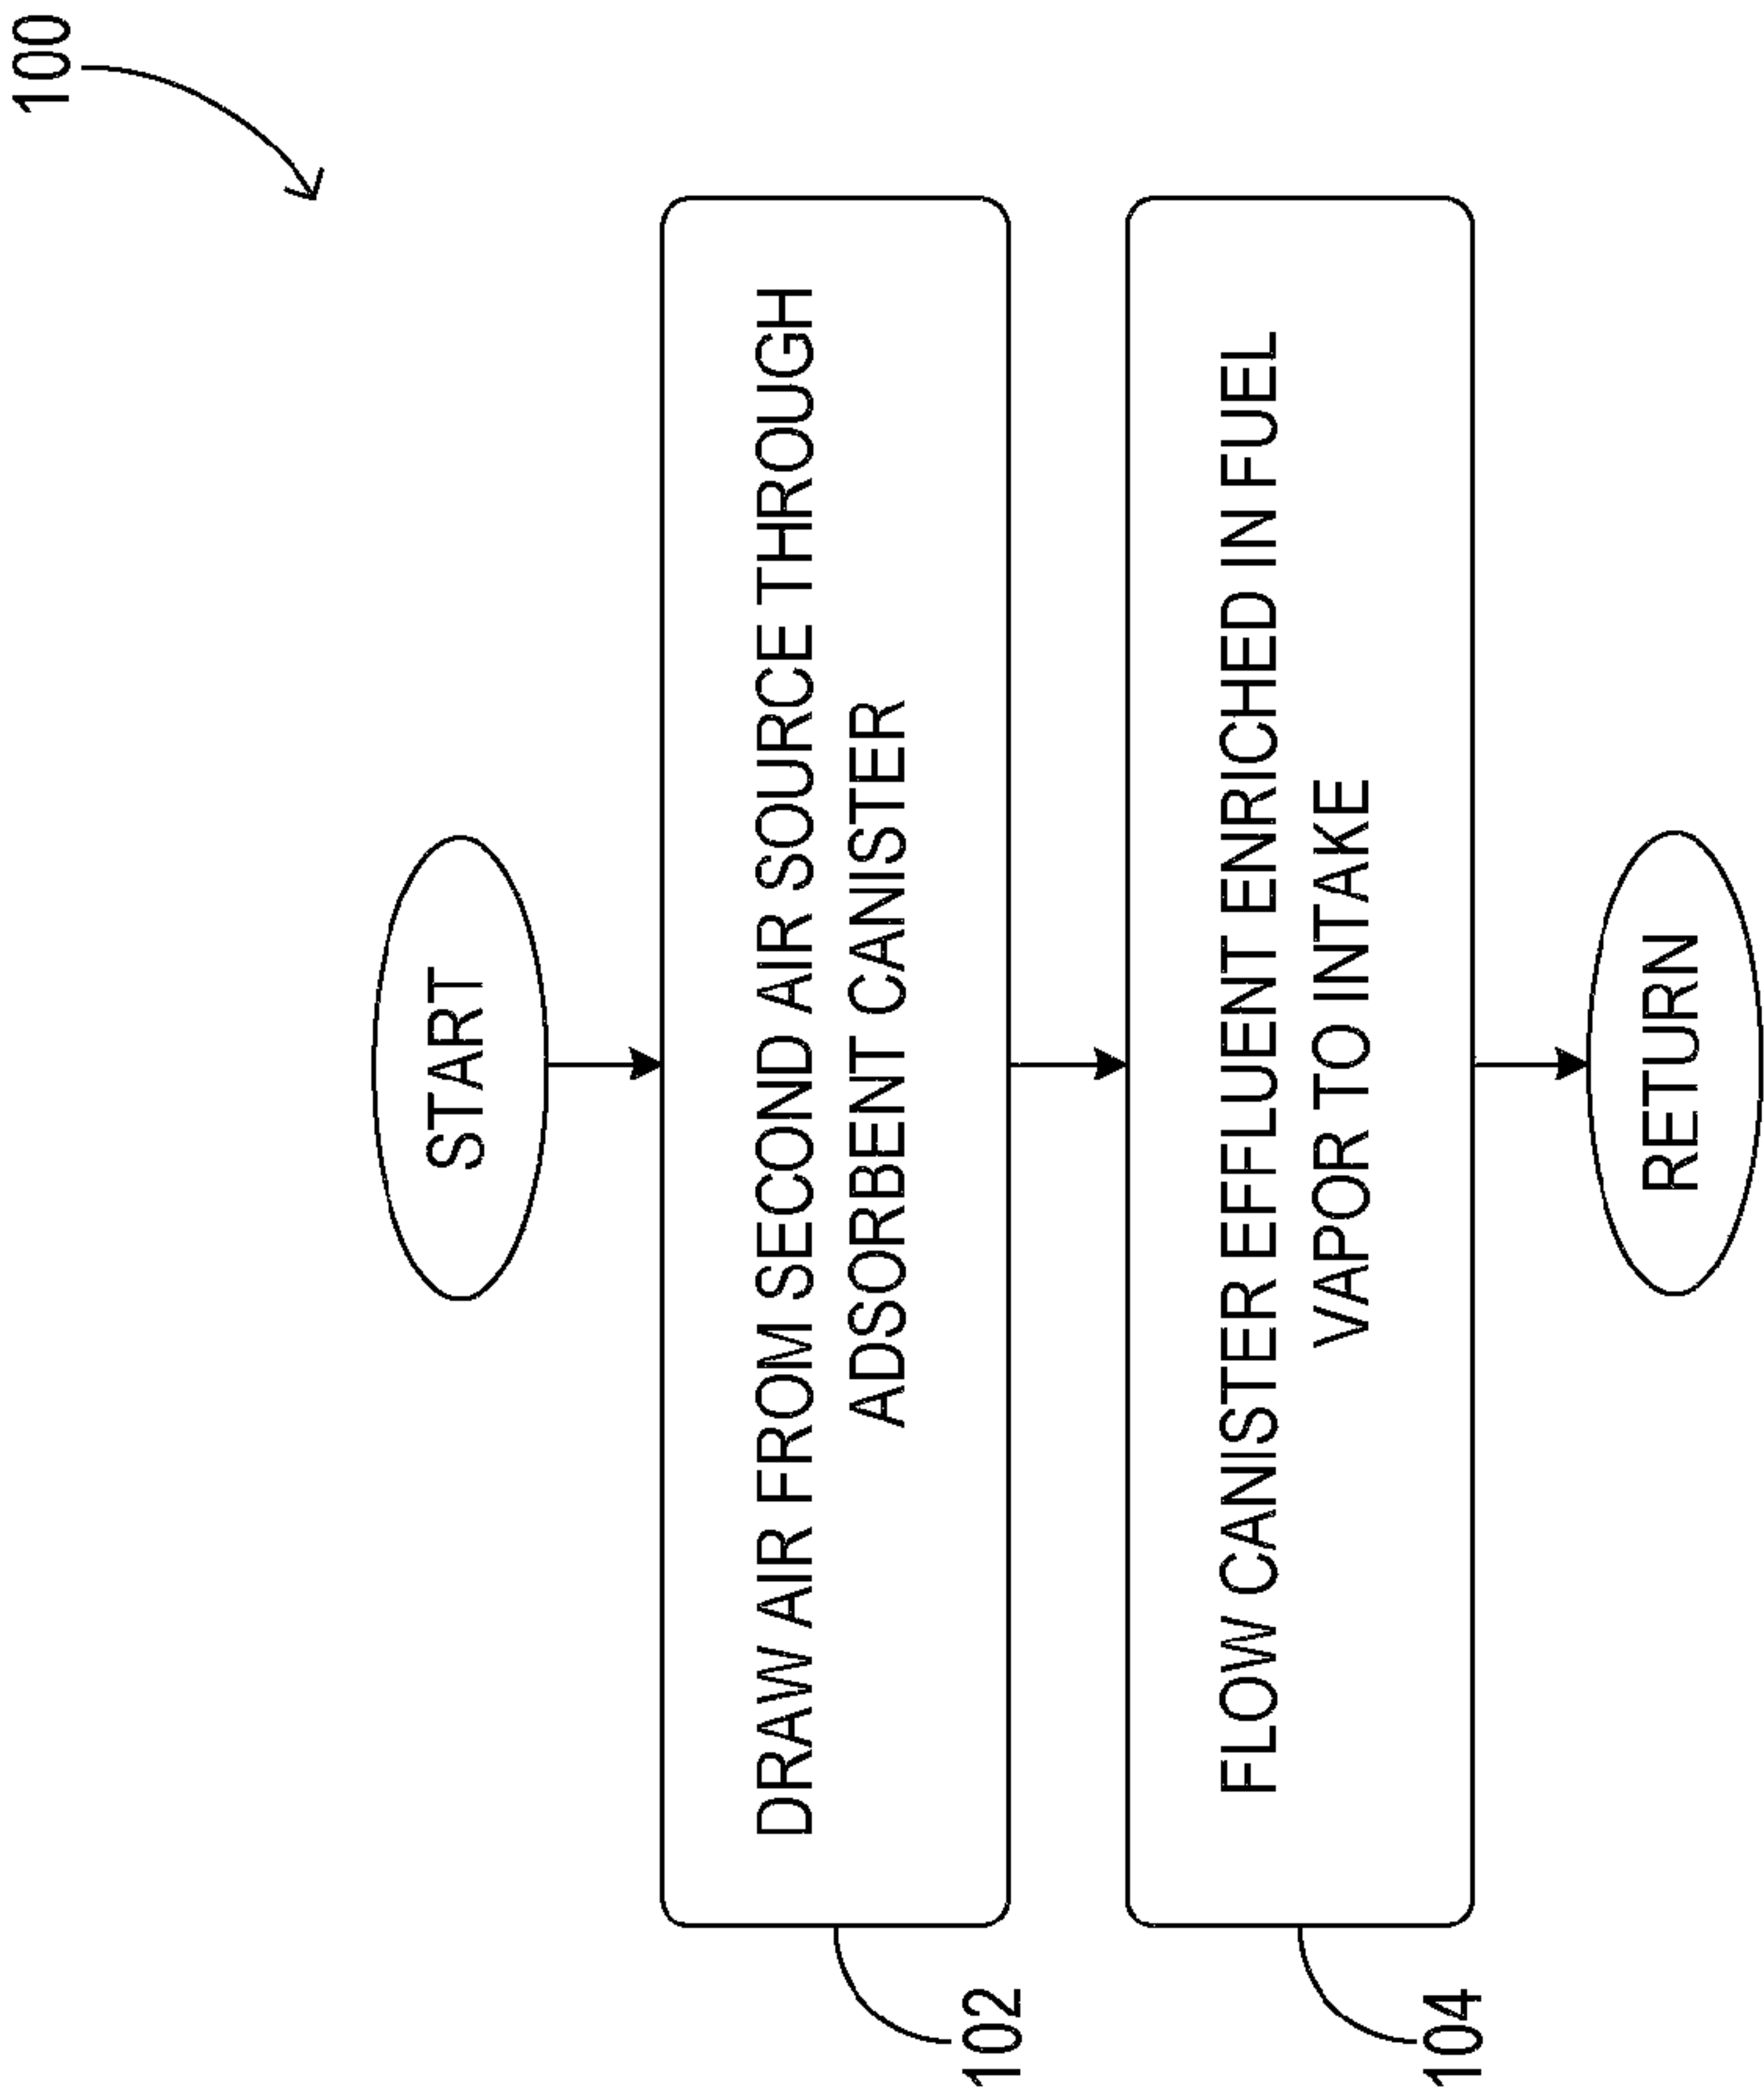 100
START
DRAW AIR FROM SECOND AIR SOURCE THROUGH
ADSORBENT CANISTER
102
FLOW CANISTER EFFLUENT ENRICHED IN FUEL
VAPOR TO INTAKE
104
RETURN